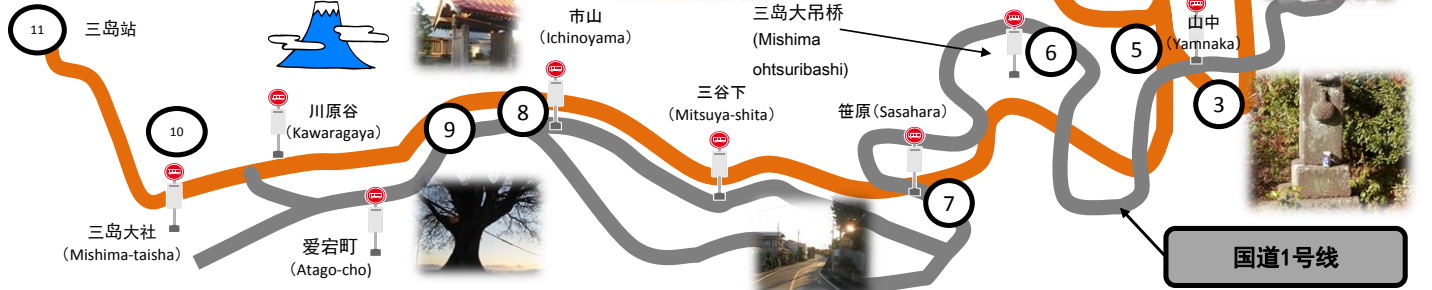 11
三岛站
10
川原谷
（Kawaragaya）
三岛大社
（Mishima-taisha）
爱宕町
（Atago-cho）
市山
（Ichinoyama）
9
8
三谷下
（Mitsuya-shita）
三岛大吊桥
(Mishima
ohtsuribashi)
笹原（Sasahara）
6
7
5
山中
（Yamnaka）
3
国道1号线